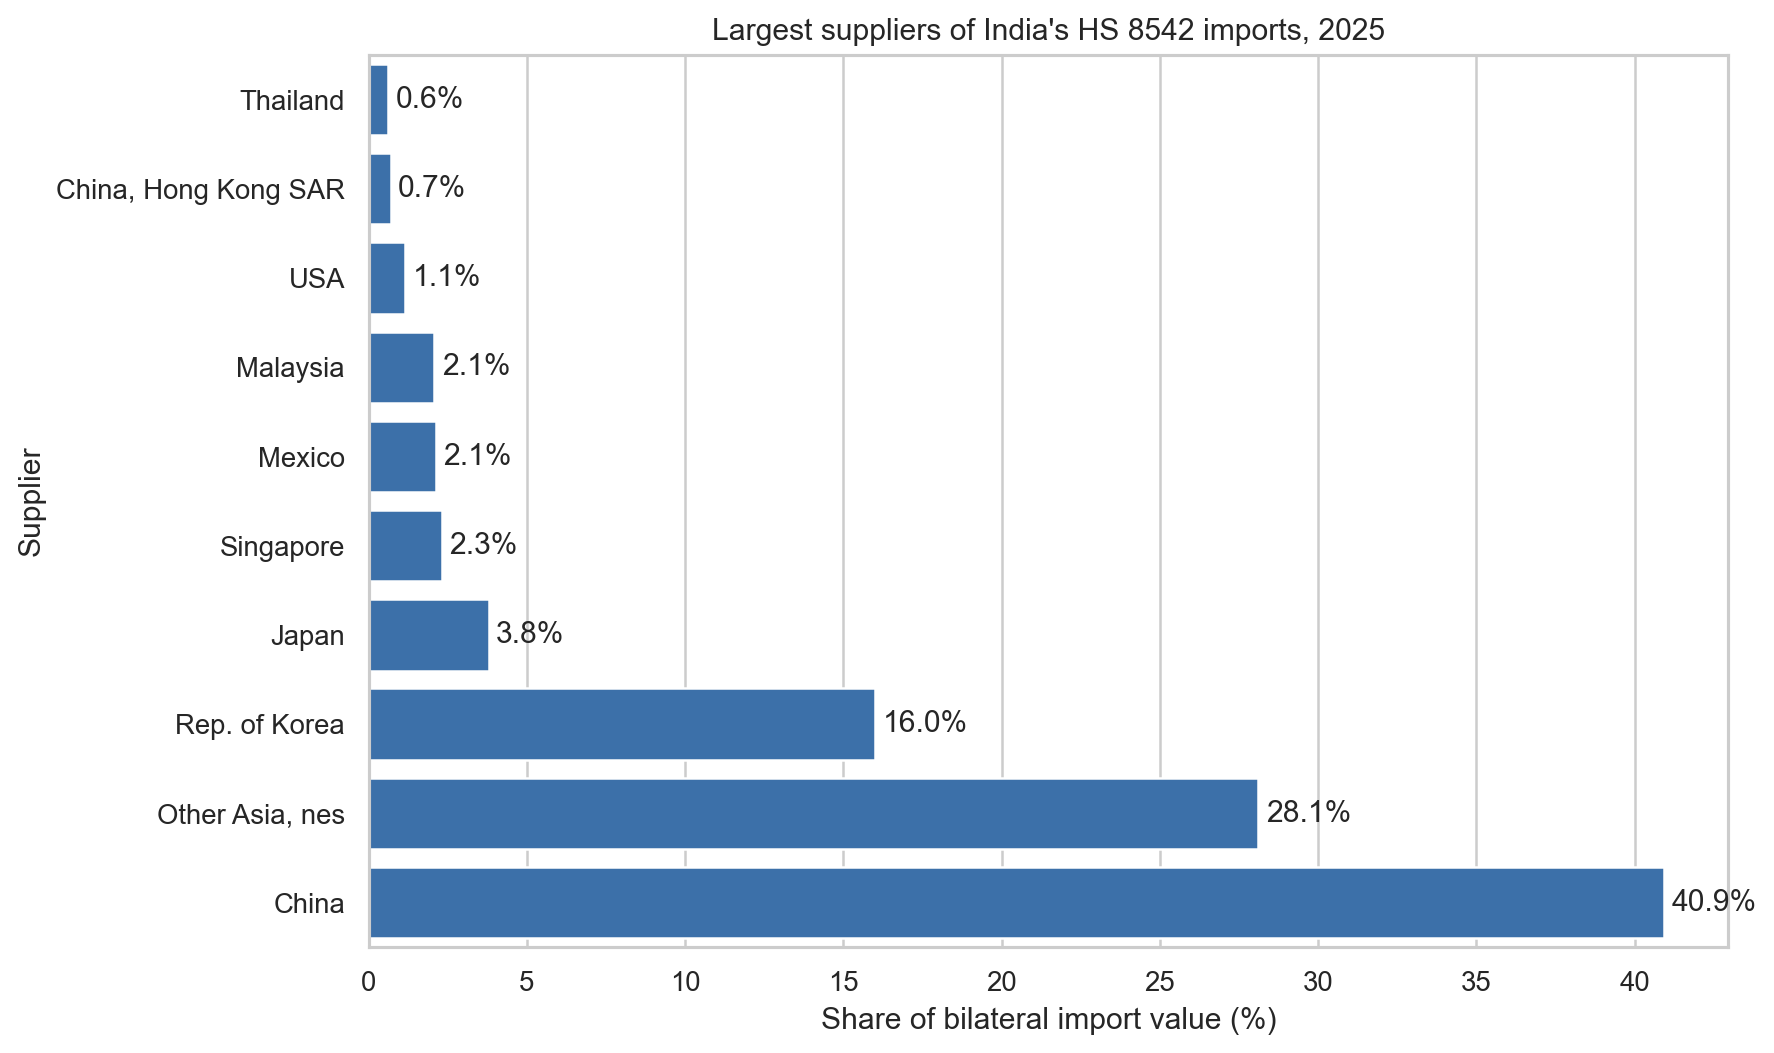 Largest suppliers of India's HS 8542 imports, 2025
Supplier
Thailand 0.6%
China, Hong Kong SAR 0.7%
USA 1.1%
Malaysia 2.1%
Mexico 2.1%
Singapore 2.3%
Japan 3.8%
Rep. of Korea 16.0%
Other Asia, nes 28.1%
China 40.9%
0 5 10 15 20 25 30 35 40
Share of bilateral import value (%)